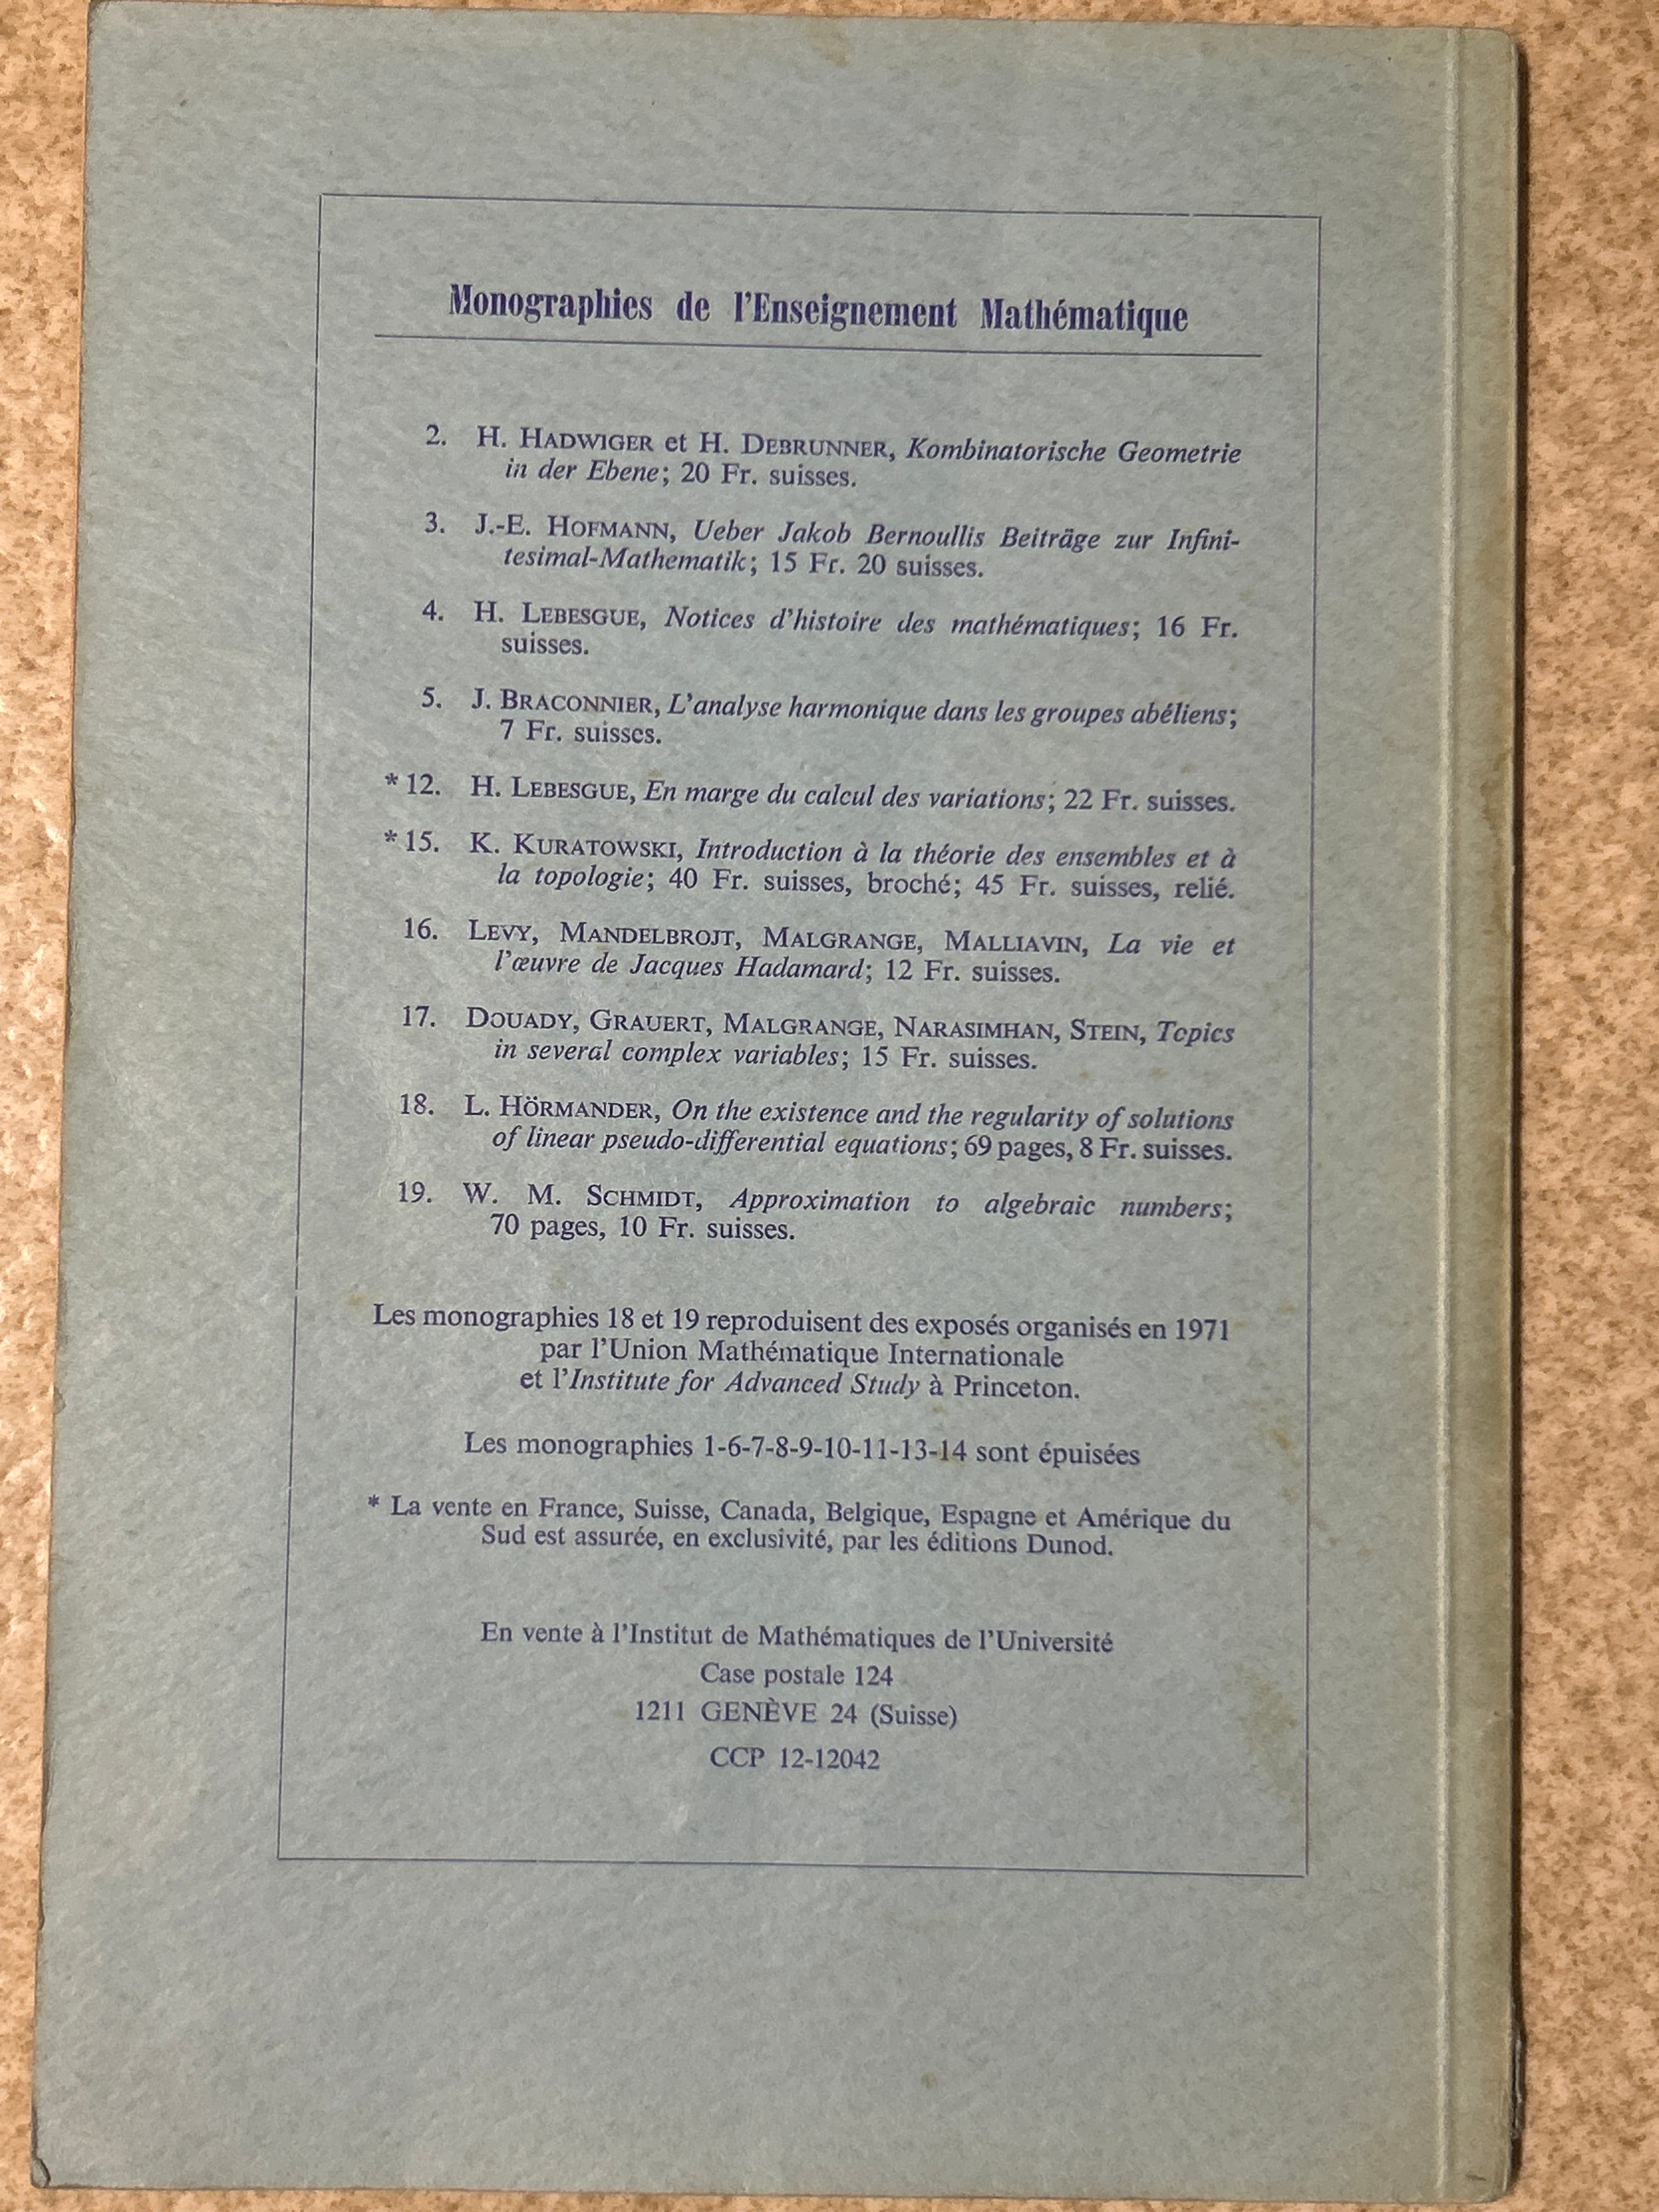 Monographies de l'Enseignement Mathématique
2. H. HADWIGER et H. DEBRUNNER, Kombinatorische Geometrie
in der Ebene; 20 Fr. suisses.
3. J.-E. HOFMANN, Ueber Jakob Bernoullis Beiträge zur Infini-
tesimal-Mathematik; 15 Fr. 20 suisses.
4. H. LEBESGUE, Notices d'histoire des mathématiques; 16 Fr.
suisses.
5. J. BRACONNIER, L'analyse harmonique dans les groupes abéliens;
7 Fr. suisses.
*12. H. LEBESGUE, En marge du calcul des variations; 22 Fr. suisses.
*15. K. KURATOWSKI, Introduction à la théorie des ensembles et à
la topologie; 40 Fr. suisses, broché; 45 Fr. suisses, relié.
16. LEVY, MANDELBROJT, MALGRANGE, MALLIAVIN, La vie et
l'œuvre de Jacques Hadamard; 12 Fr. suisses.
17. DOUADY, GRAUERT, MALGRANGE, NARASIMHAN, STEIN, Topics
in several complex variables; 15 Fr. suisses.
18. L. HÖRMANDER, On the existence and the regularity of solutions
of linear pseudo-differential equations; 69 pages, 8 Fr. suisses.
19. W. M. SCHMIDT, Approximation to algebraic numbers;
70 pages, 10 Fr. suisses.
Les monographies 18 et 19 reproduisent des exposés organisés en 1971
par l'Union Mathématique Internationale
et l'Institute for Advanced Study à Princeton.
Les monographies 1-6-7-8-9-10-11-13-14 sont épuisées
* La vente en France, Suisse, Canada, Belgique, Espagne et Amérique du
Sud est assurée, en exclusivité, par les éditions Dunod.
En vente à l'Institut de Mathématiques de l'Université
Case postale 124
1211 GENÈVE 24 (Suisse)
CCP 12-12042